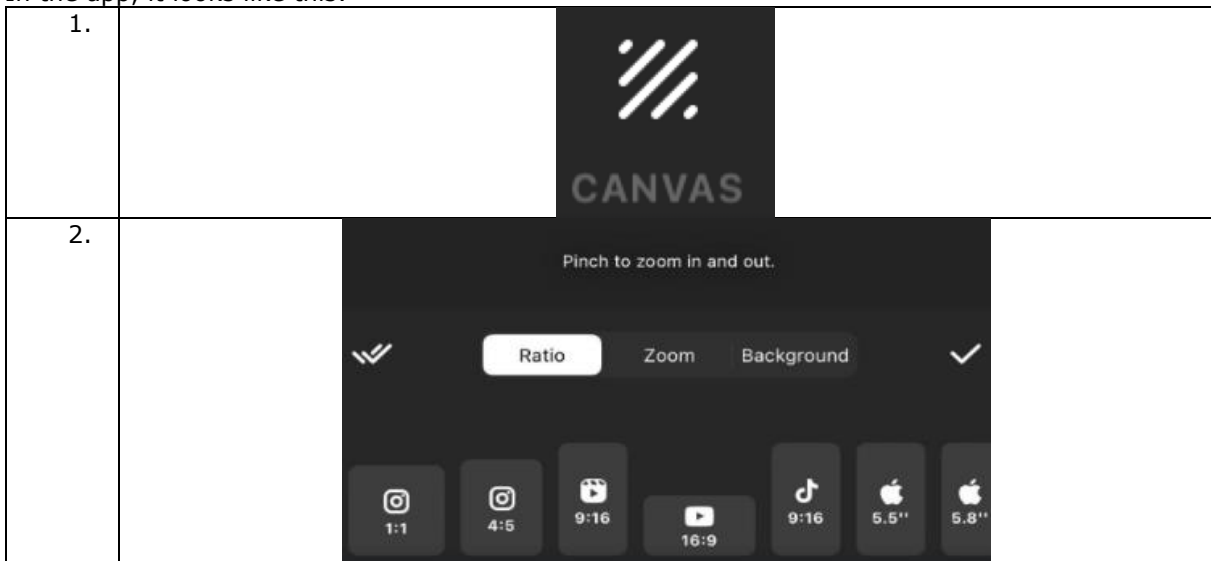 In the app, it looks like this:
1.
CANVAS
2.
Pinch to zoom in and out.
Ratio Zoom Background
1:1 4:5 9:16 16:9 9:16 5.5'' 5.8''